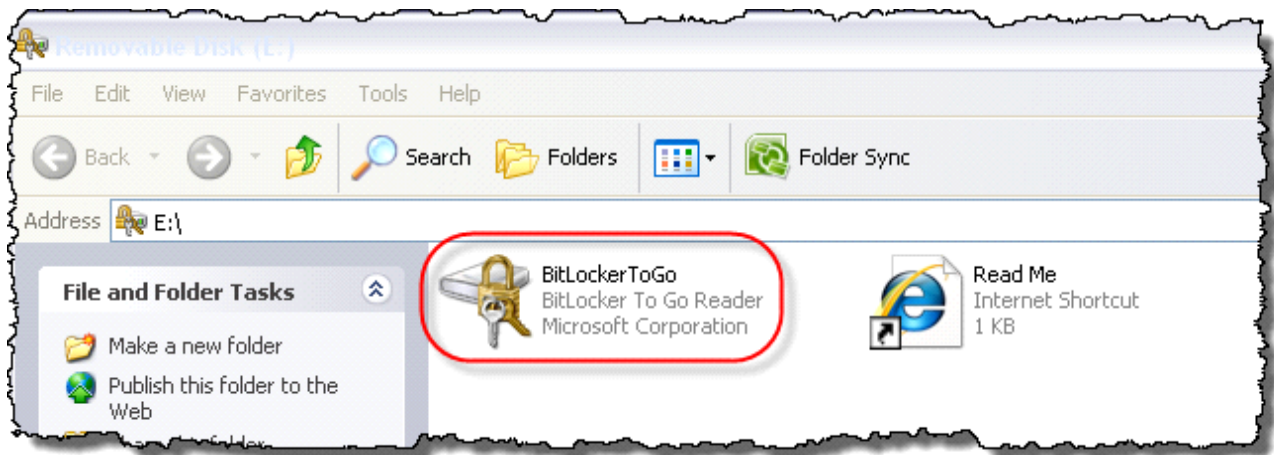 Removable Disk (E:)
File Edit View Favorites Tools Help
Back Search Folders Folder Sync
Address E:\
File and Folder Tasks
BitLockerToGo
BitLocker To Go Reader
Microsoft Corporation
Read Me
Internet Shortcut
1 KB
Make a new folder
Publish this folder to the
Web